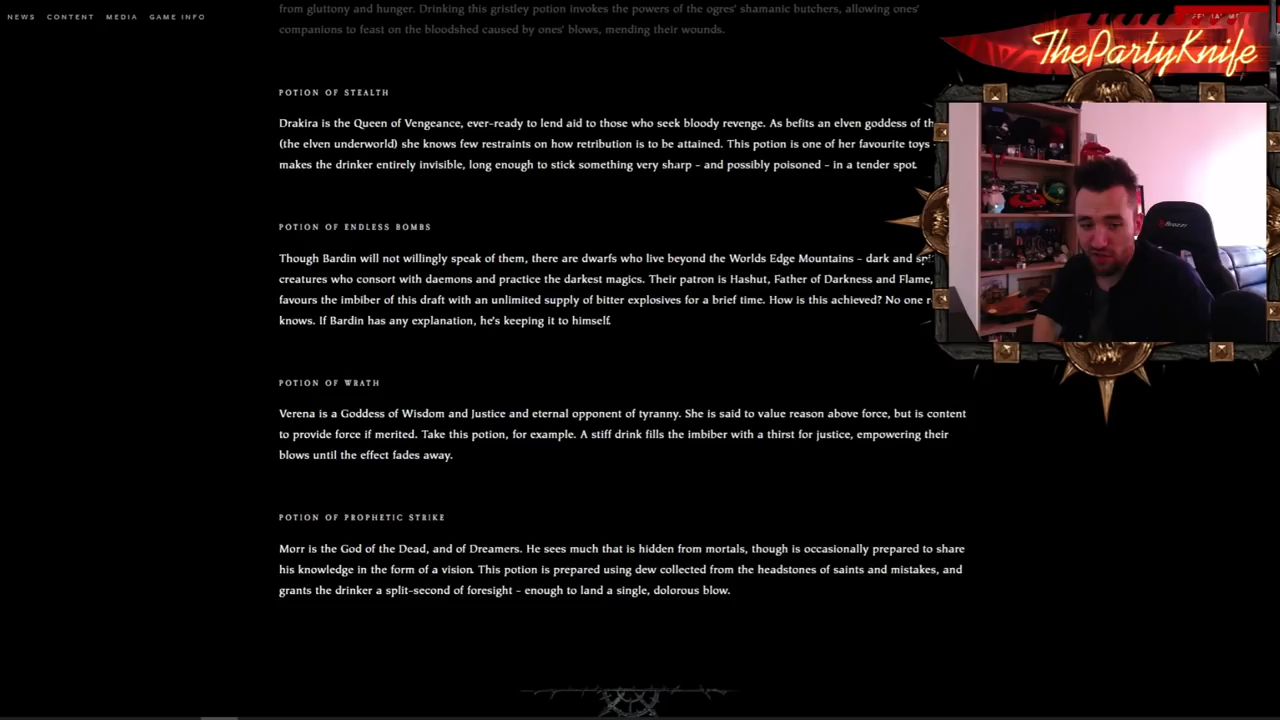 NEWS CONTENT MEDIA GAME INFO
from gluttony and hunger. Drinking this gristley potion invokes the powers of the ogres' shamanic butchers, allowing ones'
companions to feast on the bloodshed caused by ones' blows, mending their wounds.
ThePartyKnife
POTION OF STEALTH
Drakira is the Queen of Vengeance, ever-ready to lend aid to those who seek bloody revenge. As befits an elven goddess of
(the elven underworld) she knows few restraints on how retribution is to be attained. This potion is one of her favourite toys -
makes the drinker entirely invisible, long enough to stick something very sharp - and possibly poisoned - in a tender spot.
POTION OF ENDLESS BOMBS
Though Bardin will not willingly speak of them, there are dwarfs who live beyond the Worlds Edge Mountains - dark and
creatures who consort with daemons and practice the darkest magics. Their patron is Hashut, Father of Darkness and Flame,
favours the imbiber of this draft with an unlimited supply of bitter explosives for a brief time. How is this achieved? No one
knows. If Bardin has any explanation, he's keeping it to himself.
POTION OF WRATH
Verena is a Goddess of Wisdom and Justice and eternal opponent of tyranny. She is said to value reason above force, but is content
to provide force if merited. Take this potion, for example. A stiff drink fills the imbiber with a thirst for justice, empowering their
blows until the effect fades away.
POTION OF PROPHETIC STRIKE
Morr is the God of the Dead, and of Dreamers. He sees much that is hidden from mortals, though is occasionally prepared to share
his knowledge in the form of a vision. This potion is prepared using dew collected from the headstones of saints and mistakes, and
grants the drinker a split-second of foresight - enough to land a single, dolorous blow.